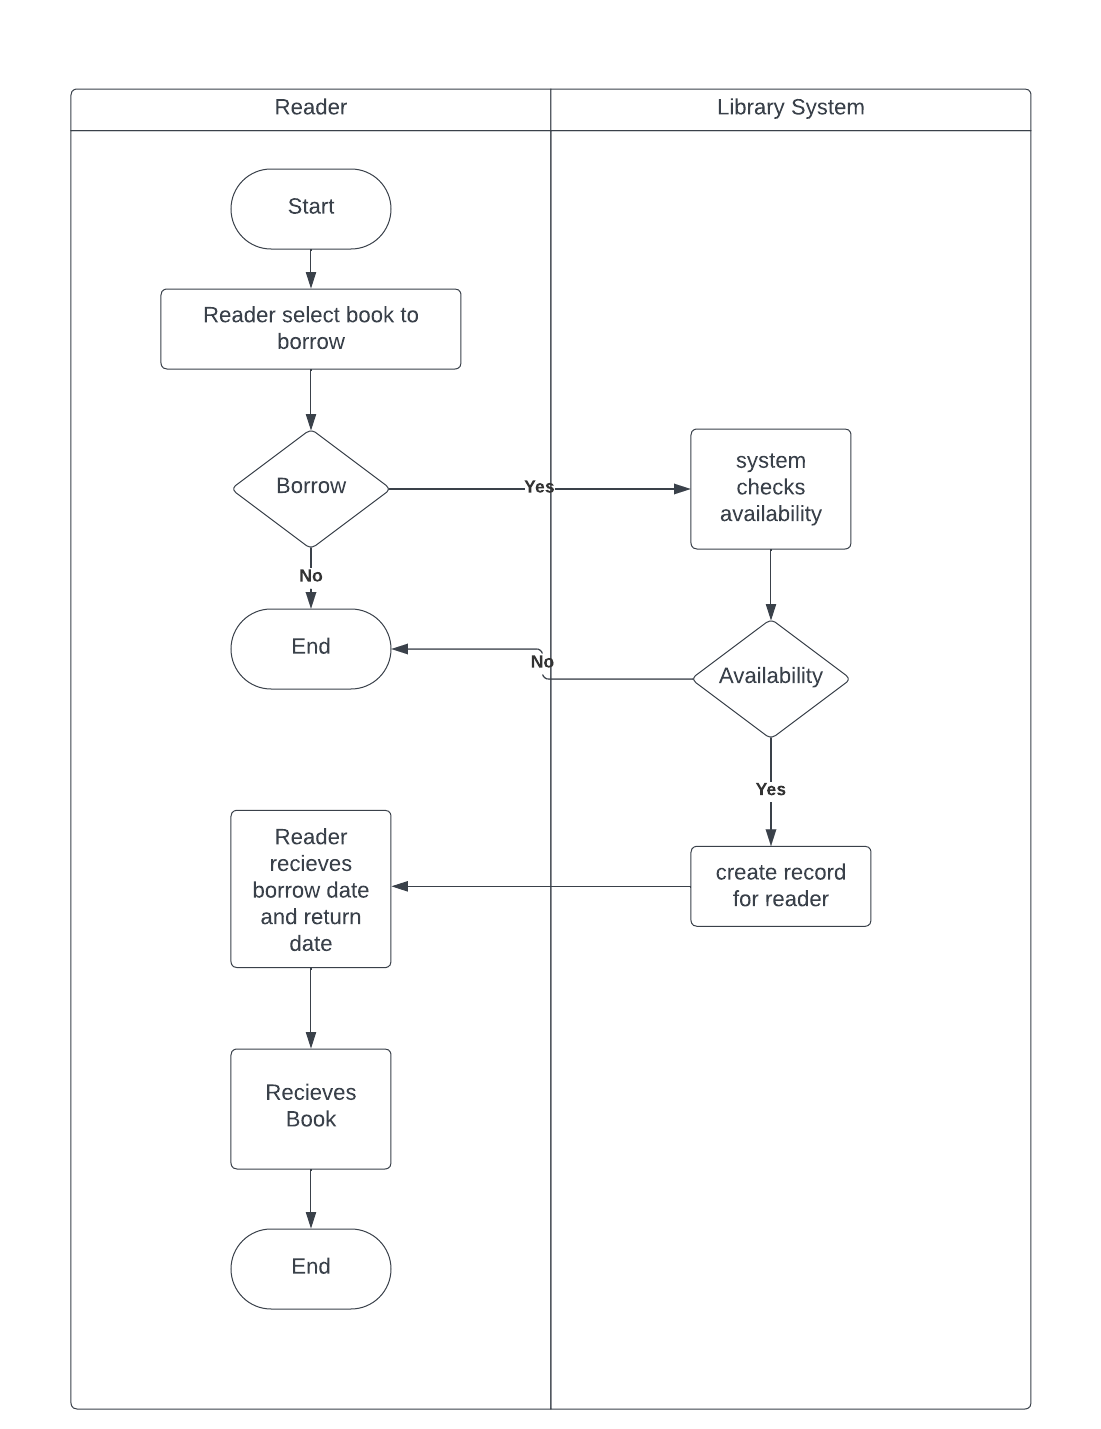 Reader
Library System
Start
Reader select book to
borrow
Borrow
Yes
system
checks
availability
No
End
No
Availability
Yes
Reader
recieves
borrow date
and return
date
create record
for reader
Recieves
Book
End